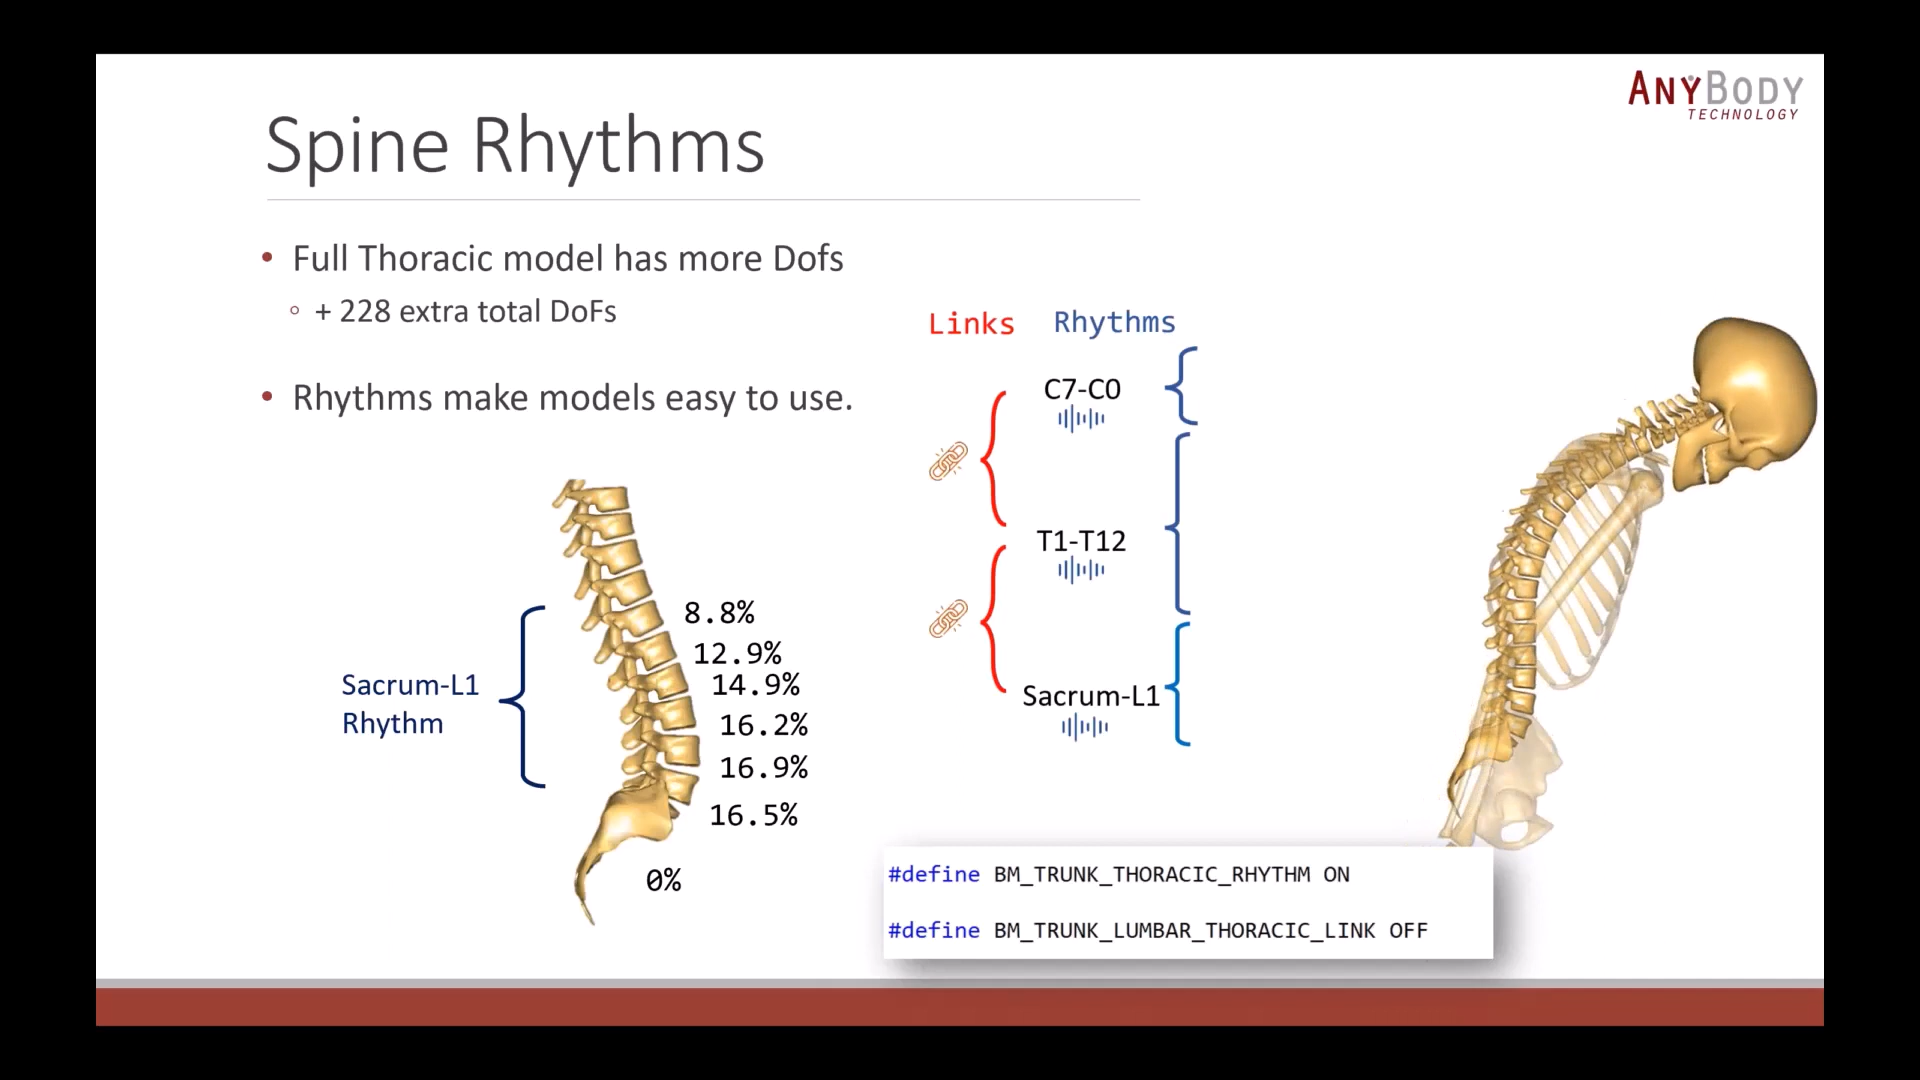 ANYBODY
TECHNOLOGY
Spine Rhythms
• Full Thoracic model has more Dofs
◦ + 228 extra total DoFs
• Rhythms make models easy to use.
Links
Rhythms
C7-C0
T1-T12
Sacrum-L1
Sacrum-L1
Rhythm
8.8%
12.9%
14.9%
16.2%
16.9%
16.5%
0%
#define BM_TRUNK_THORACIC_RHYTHM ON
#define BM_TRUNK_LUMBAR_THORACIC_LINK OFF